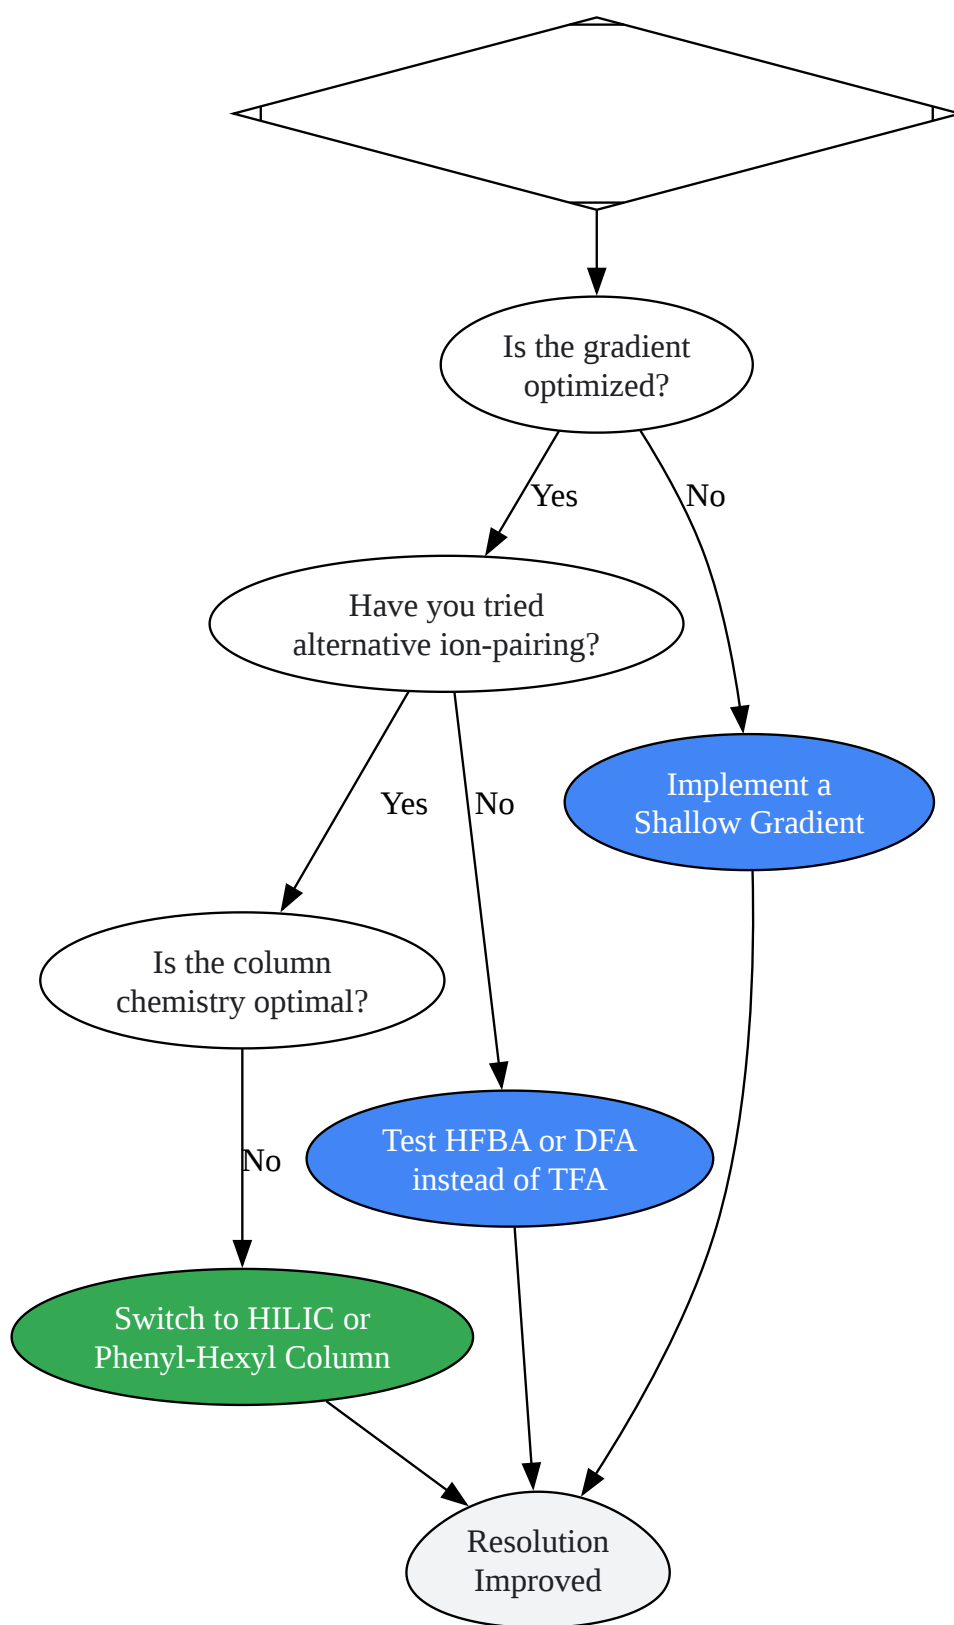 Is the gradient
optimized?
Yes
No
Have you tried
alternative ion-pairing?
Implement a
Shallow Gradient
Yes
No
Is the column
chemistry optimal?
Test HFBA or DFA
instead of TFA
No
Switch to HILIC or
Phenyl-Hexyl Column
Resolution
Improved